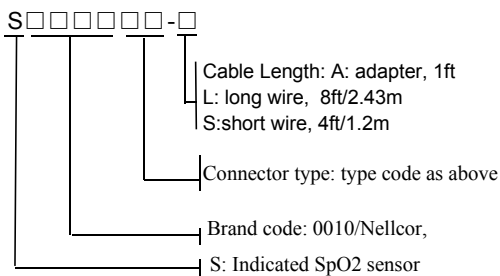 S□□□□□□-□
Cable Length: A: adapter, 1ft
L: long wire, 8ft/2.43m
S:short wire, 4ft/1.2m
Connector type: type code as above
Brand code: 0010/Nellcor,
S: Indicated SpO2 sensor